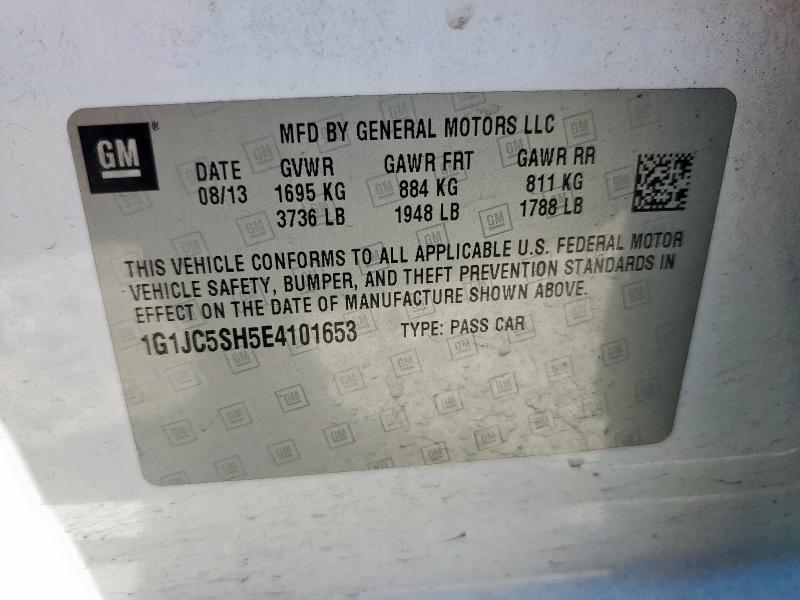 GM®
MFD BY GENERAL MOTORS LLC
DATE GVWR GAWR FRT GAWR RR
08/13 1695 KG 884 KG 811 KG
3736 LB 1948 LB 1788 LB
THIS VEHICLE CONFORMS TO ALL APPLICABLE U.S. FEDERAL MOTOR
VEHICLE SAFETY, BUMPER, AND THEFT PREVENTION STANDARDS IN
EFFECT ON THE DATE OF MANUFACTURE SHOWN ABOVE.
1G1JC5SH5E4101653 TYPE: PASS CAR